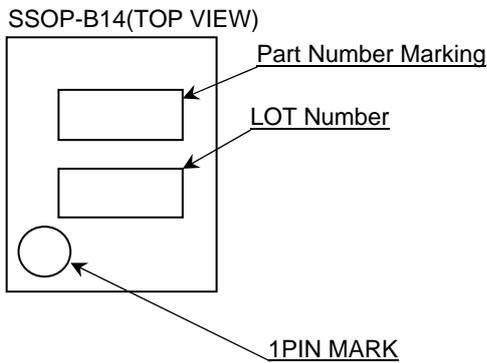 SSOP-B14(TOP VIEW)
Part Number Marking
LOT Number
1PIN MARK